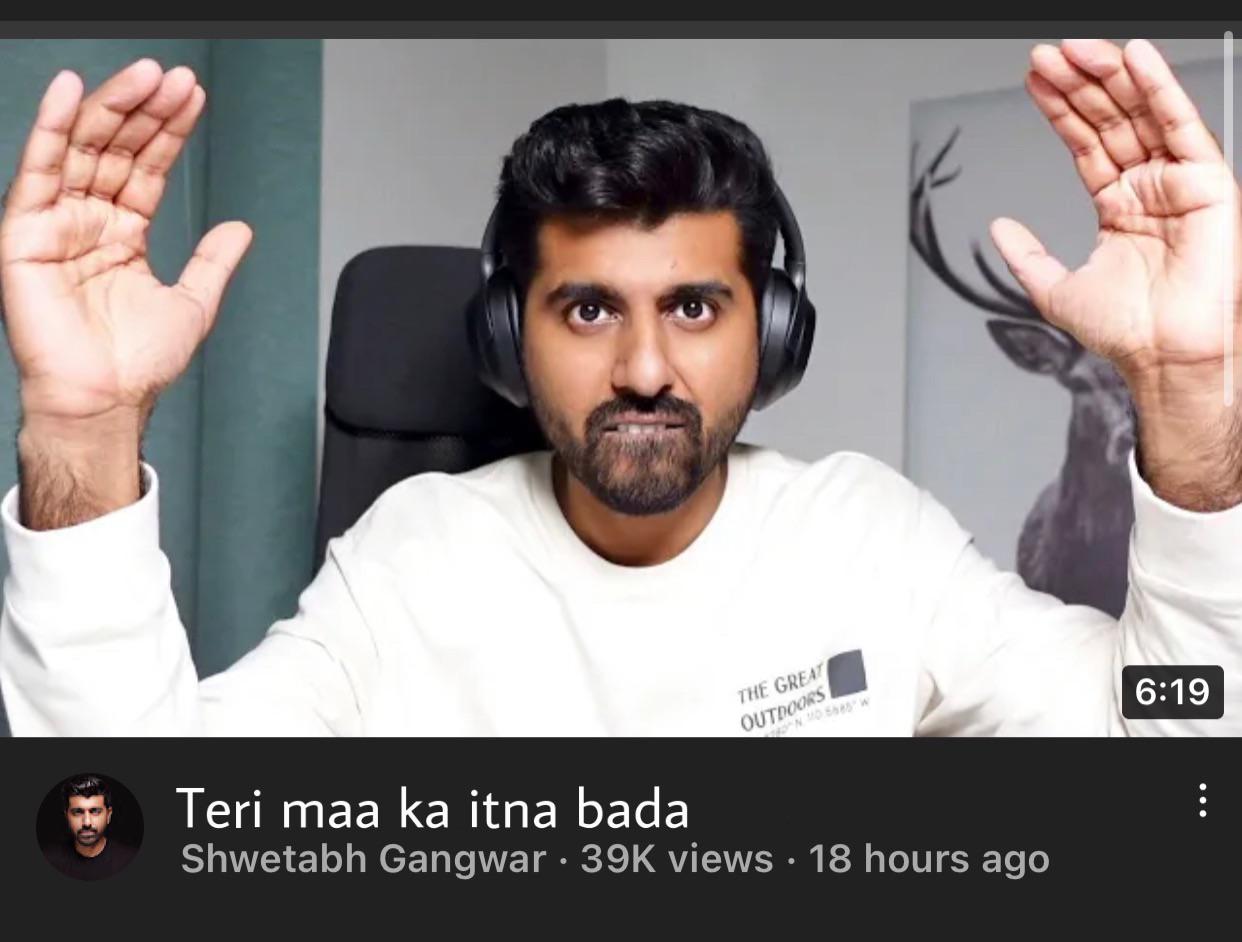 THE GREAT
OUTDOORS
6:19
Teri maa ka itna bada
Shwetabh Gangwar · 39K views · 18 hours ago